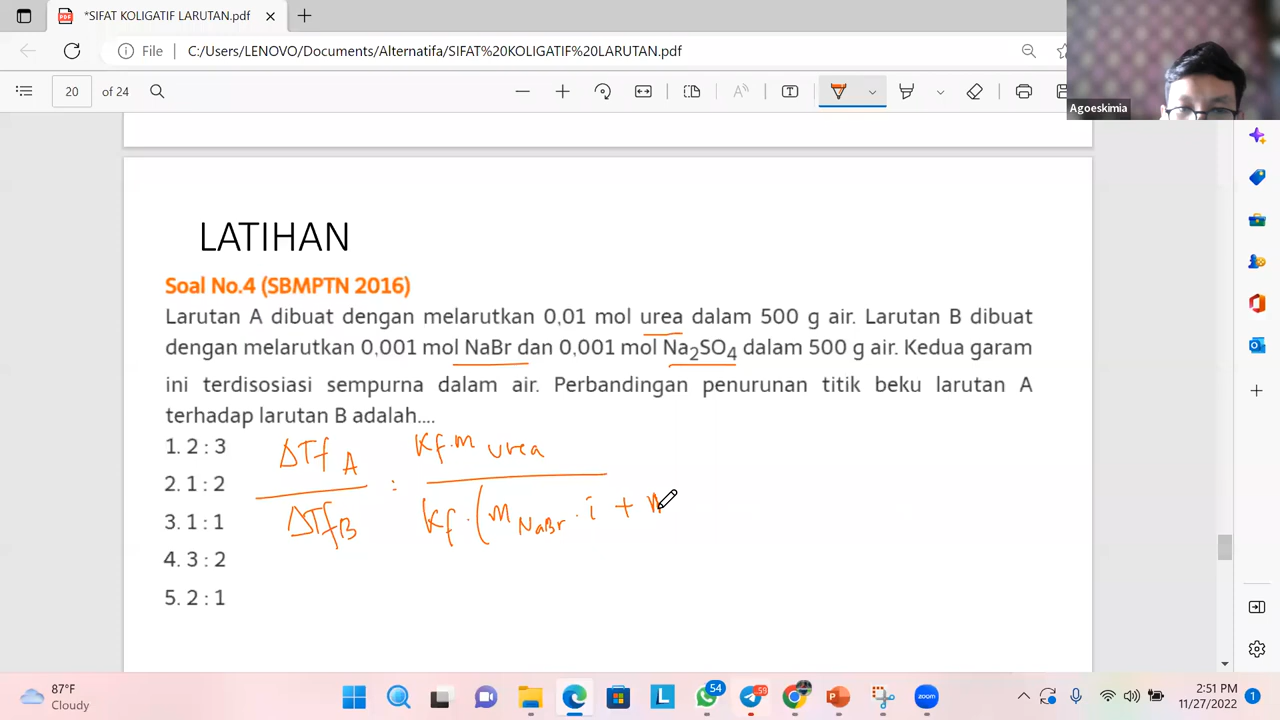 *SIFAT KOLIGATIF LARUTAN.pdf
File C:/Users/LENOVO/Documents/Alternatifa/SIFAT%20KOLIGATIF%20LARUTAN.pdf
20 of 24
Agoeskimia
LATIHAN
Soal No.4 (SBMPTN 2016)
Larutan A dibuat dengan melarutkan 0,01 mol urea dalam 500 g air. Larutan B dibuat
dengan melarutkan 0,001 mol NaBr dan 0,001 mol Na₂SO₄ dalam 500 g air. Kedua garam
ini terdisosiasi sempurna dalam air. Perbandingan penurunan titik beku larutan A
terhadap larutan B adalah....
1. 2 : 3
2. 1 : 2
3. 1 : 1
4. 3 : 2
5. 2 : 1
ΔTf A : Kf.m urea
ΔTf B Kf.(m NaBr . i + m
87°F
Cloudy
54
59
2:51 PM
11/27/2022
1